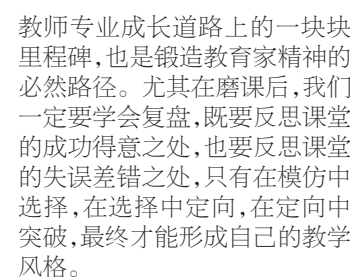 教师专业成长道路上的一块块
里程碑,也是锻造教育家精神的
必然路径。尤其在磨课后,我们
一定要学会复盘,既要反思课堂
的成功得意之处,也要反思课堂
的失误差错之处,只有在模仿中
选择,在选择中定向,在定向中
突破,最终才能形成自己的教学
风格。